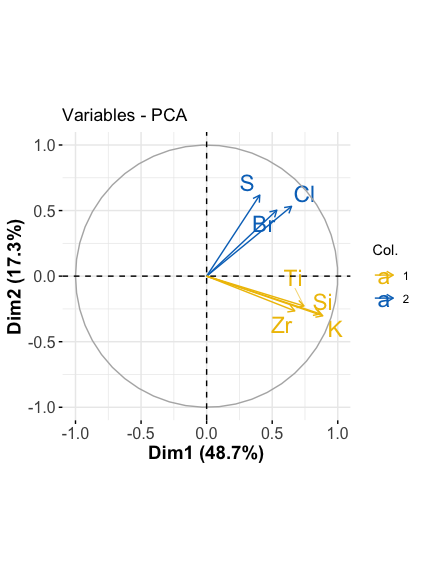 Variables - PCA
1.0
S
Cl
0.5
Br
Col.
Ti
a 1
0.0
Si
a 2
Zr
K
-0.5
-1.0
-1.0 -0.5 0.0 0.5 1.0
Dim1 (48.7%)
Dim2 (17.3%)